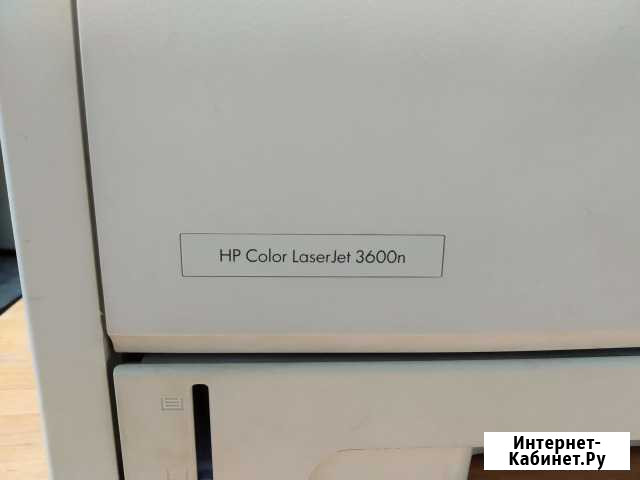 HP Color LaserJet 3600n
Интернет-
Кабинет.Ру